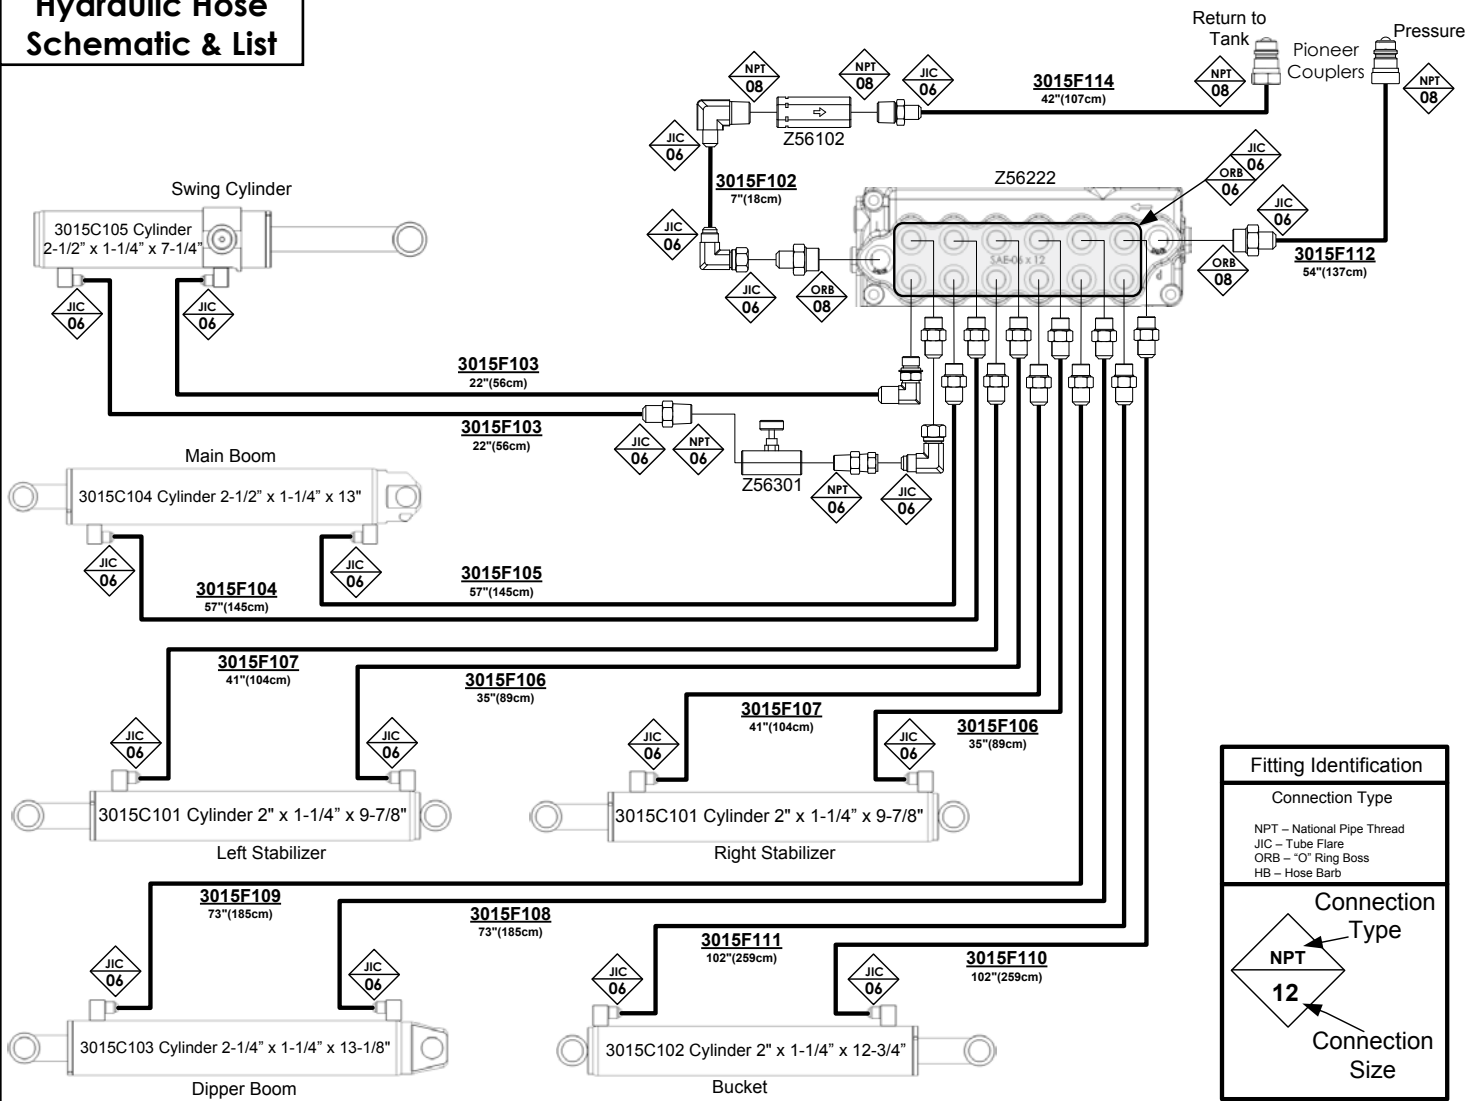 Hydraulic Hose
Schematic & List
Return to
Tank
Pioneer
Couplers
Pressure
NPT
08
NPT
08
JIC
06
3015F114
42"(107cm)
NPT
08
NPT
08
Z56102
JIC
06
3015F102
7"(18cm)
JIC
06
JIC
06
ORB
08
Z56222
SAE-06 x 12
JIC
06
ORB
06
JIC
06
ORB
08
3015F112
54"(137cm)
Swing Cylinder
3015C105 Cylinder
2-1/2” x 1-1/4” x 7-1/4”
JIC
06
JIC
06
3015F103
22"(56cm)
3015F103
22"(56cm)
JIC
06
NPT
06
Z56301
NPT
06
JIC
06
Main Boom
3015C104 Cylinder 2-1/2” x 1-1/4” x 13"
JIC
06
JIC
06
3015F104
57"(145cm)
3015F105
57"(145cm)
3015F107
41"(104cm)
3015F106
35"(89cm)
3015F107
41"(104cm)
3015F106
35"(89cm)
JIC
06
JIC
06
JIC
06
JIC
06
3015C101 Cylinder 2" x 1-1/4” x 9-7/8"
Left Stabilizer
3015C101 Cylinder 2" x 1-1/4” x 9-7/8"
Right Stabilizer
3015F109
73"(185cm)
3015F108
73"(185cm)
3015F111
102"(259cm)
3015F110
102"(259cm)
JIC
06
JIC
06
JIC
06
JIC
06
3015C103 Cylinder 2-1/4” x 1-1/4” x 13-1/8"
Dipper Boom
3015C102 Cylinder 2" x 1-1/4” x 12-3/4”
Bucket
Fitting Identification
Connection Type
NPT – National Pipe Thread
JIC – Tube Flare
ORB – “O” Ring Boss
HB – Hose Barb
Connection
Type
NPT
12
Connection
Size